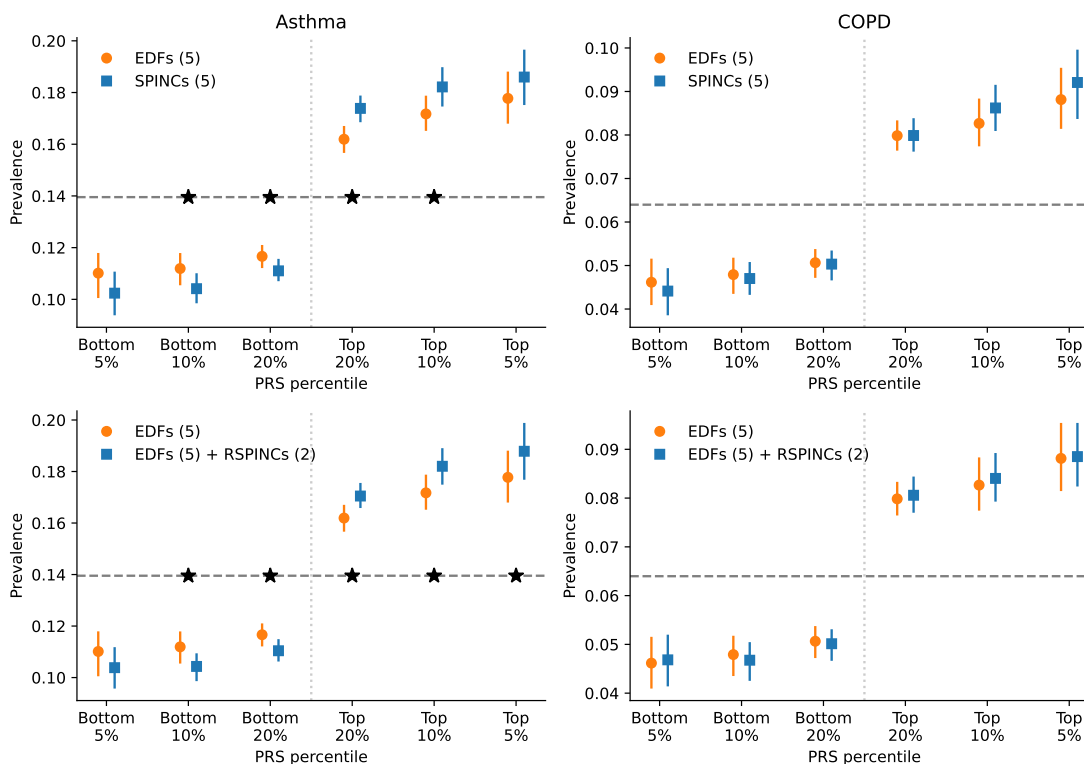 Asthma
EDFs (5)
SPINCs (5)
Prevalence
0.20
0.18
0.16
0.14
0.12
0.10
Bottom 5%
Bottom 10%
Bottom 20%
Top 20%
Top 10%
Top 5%
PRS percentile
COPD
EDFs (5)
SPINCs (5)
Prevalence
0.10
0.09
0.08
0.07
0.06
0.05
0.04
Bottom 5%
Bottom 10%
Bottom 20%
Top 20%
Top 10%
Top 5%
PRS percentile
EDFs (5)
EDFs (5) + RSPINCs (2)
Prevalence
0.20
0.18
0.16
0.14
0.12
0.10
Bottom 5%
Bottom 10%
Bottom 20%
Top 20%
Top 10%
Top 5%
PRS percentile
EDFs (5)
EDFs (5) + RSPINCs (2)
Prevalence
0.09
0.08
0.07
0.06
0.05
0.04
Bottom 5%
Bottom 10%
Bottom 20%
Top 20%
Top 10%
Top 5%
PRS percentile